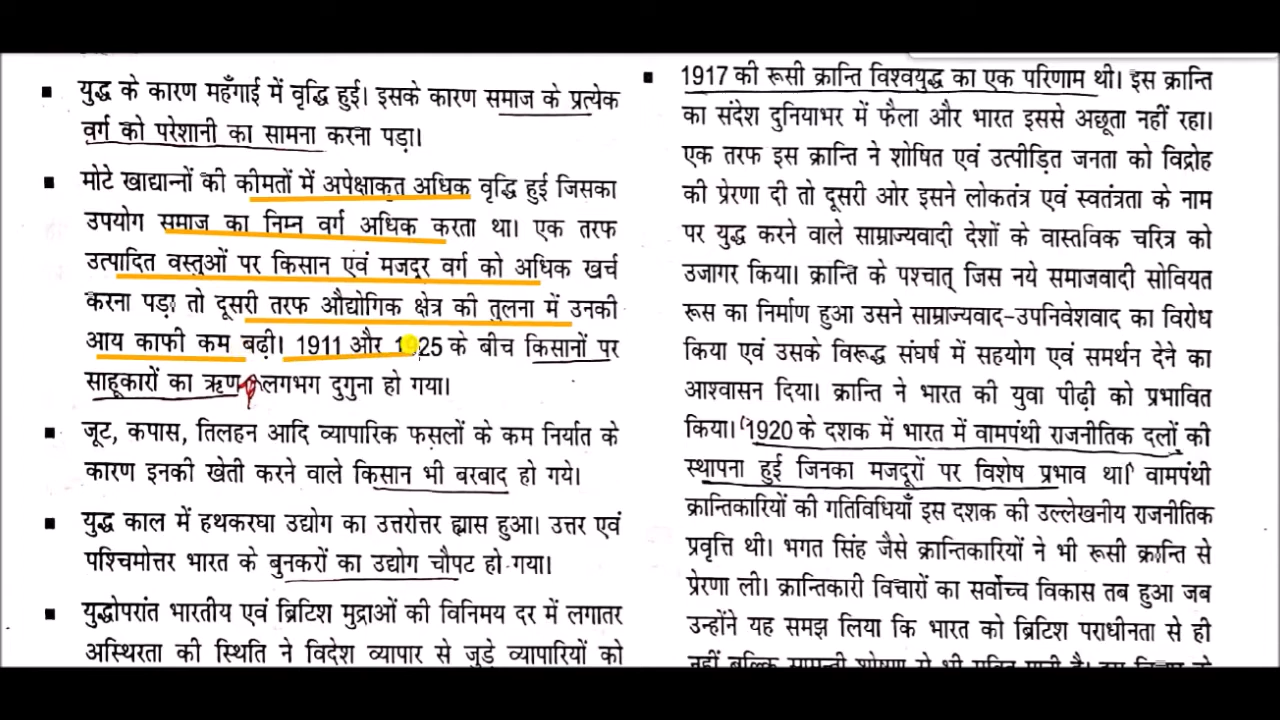 ▪ युद्ध के कारण महँगाई में वृद्धि हुई। इसके कारण समाज के प्रत्येक
वर्ग को परेशानी का सामना करना पड़ा।
▪ मोटे खाद्यान्नों की कीमतों में अपेक्षाकृत अधिक वृद्धि हुई जिसका
उपयोग समाज का निम्न वर्ग अधिक करता था। एक तरफ
उत्पादित वस्तुओं पर किसान एवं मजदूर वर्ग को अधिक खर्च
करना पड़ा तो दूसरी तरफ औद्योगिक क्षेत्र की तुलना में उनकी
आय काफी कम बढ़ी। 1911 और 1925 के बीच किसानों पर
साहूकारों का ऋण लगभग दुगुना हो गया।
▪ जूट, कपास, तिलहन आदि व्यापारिक फसलों के कम निर्यात के
कारण इनकी खेती करने वाले किसान भी बरबाद हो गये।
▪ युद्ध काल में हथकरघा उद्योग का उत्तरोत्तर ह्रास हुआ। उत्तर एवं
पश्चिमोत्तर भारत के बुनकरों का उद्योग चौपट हो गया।
▪ युद्धोपरांत भारतीय एवं ब्रिटिश मुद्राओं की विनिमय दर में लगातर
अस्थिरता की स्थिति ने विदेश व्यापार से जुड़े व्यापारियों को
▪ 1917 की रूसी क्रान्ति विश्वयुद्ध का एक परिणाम थी। इस क्रान्ति
का संदेश दुनियाभर में फैला और भारत इससे अछूता नहीं रहा।
एक तरफ इस क्रान्ति ने शोषित एवं उत्पीड़ित जनता को विद्रोह
की प्रेरणा दी तो दूसरी ओर इसने लोकतंत्र एवं स्वतंत्रता के नाम
पर युद्ध करने वाले साम्राज्यवादी देशों के वास्तविक चरित्र को
उजागर किया। क्रान्ति के पश्चात् जिस नये समाजवादी सोवियत
रूस का निर्माण हुआ उसने साम्राज्यवाद-उपनिवेशवाद का विरोध
किया एवं उसके विरूद्ध संघर्ष में सहयोग एवं समर्थन देने का
आश्वासन दिया। क्रान्ति ने भारत की युवा पीढ़ी को प्रभावित
किया। 1920 के दशक में भारत में वामपंथी राजनीतिक दलों की
स्थापना हुई जिनका मजदूरों पर विशेष प्रभाव था। वामपंथी
क्रान्तिकारियों की गतिविधियाँ इस दशक की उल्लेखनीय राजनीतिक
प्रवृत्ति थी। भगत सिंह जैसे क्रान्तिकारियों ने भी रूसी क्रान्ति से
प्रेरणा ली। क्रान्तिकारी विचारों का सर्वोच्च विकास तब हुआ जब
उन्होंने यह समझ लिया कि भारत को ब्रिटिश पराधीनता से ही
नहीं बल्कि सामन्ती शोषण से भी मुक्ति पानी है।